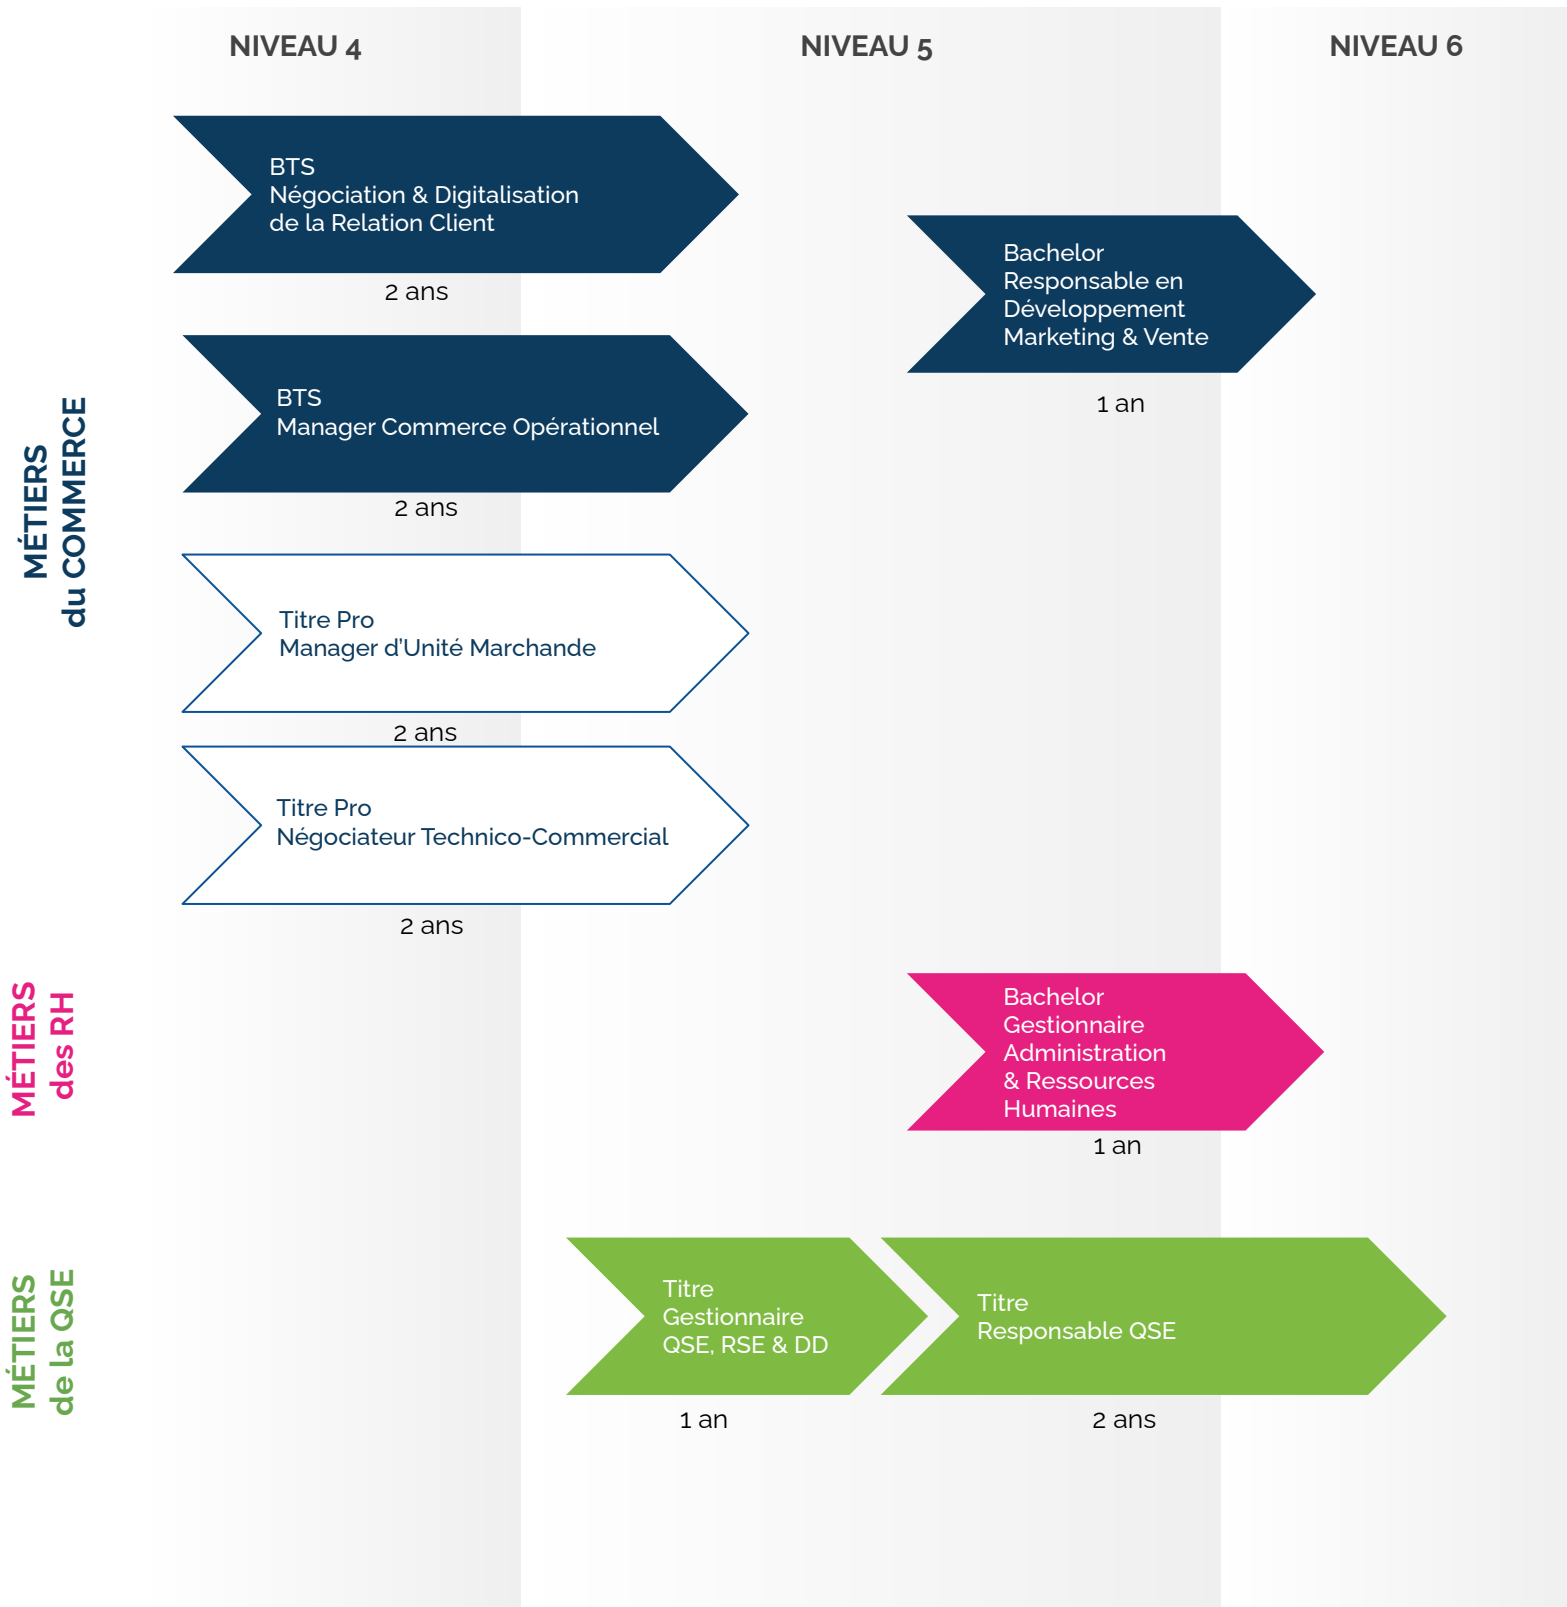 NIVEAU 4
NIVEAU 5
NIVEAU 6
MÉTIERS
du COMMERCE
BTS
Négociation & Digitalisation
de la Relation Client
2 ans
Bachelor
Responsable en
Développement
Marketing & Vente
1 an
BTS
Manager Commerce Opérationnel
2 ans
Titre Pro
Manager d’Unité Marchande
2 ans
Titre Pro
Négociateur Technico-Commercial
2 ans
MÉTIERS
des RH
Bachelor
Gestionnaire
Administration
& Ressources
Humaines
1 an
MÉTIERS
de la QSE
Titre
Gestionnaire
QSE, RSE & DD
1 an
Titre
Responsable QSE
2 ans